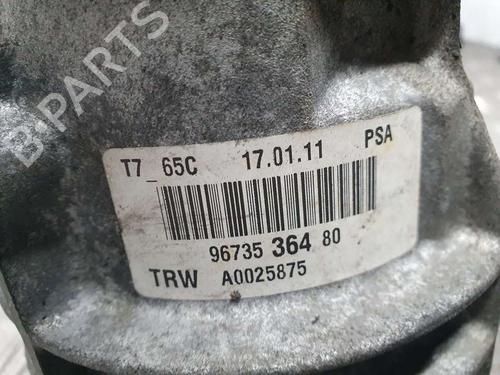 B-PARTS
T7_65C 17.01.11 PSA
96735 364 80
TRW A0025875